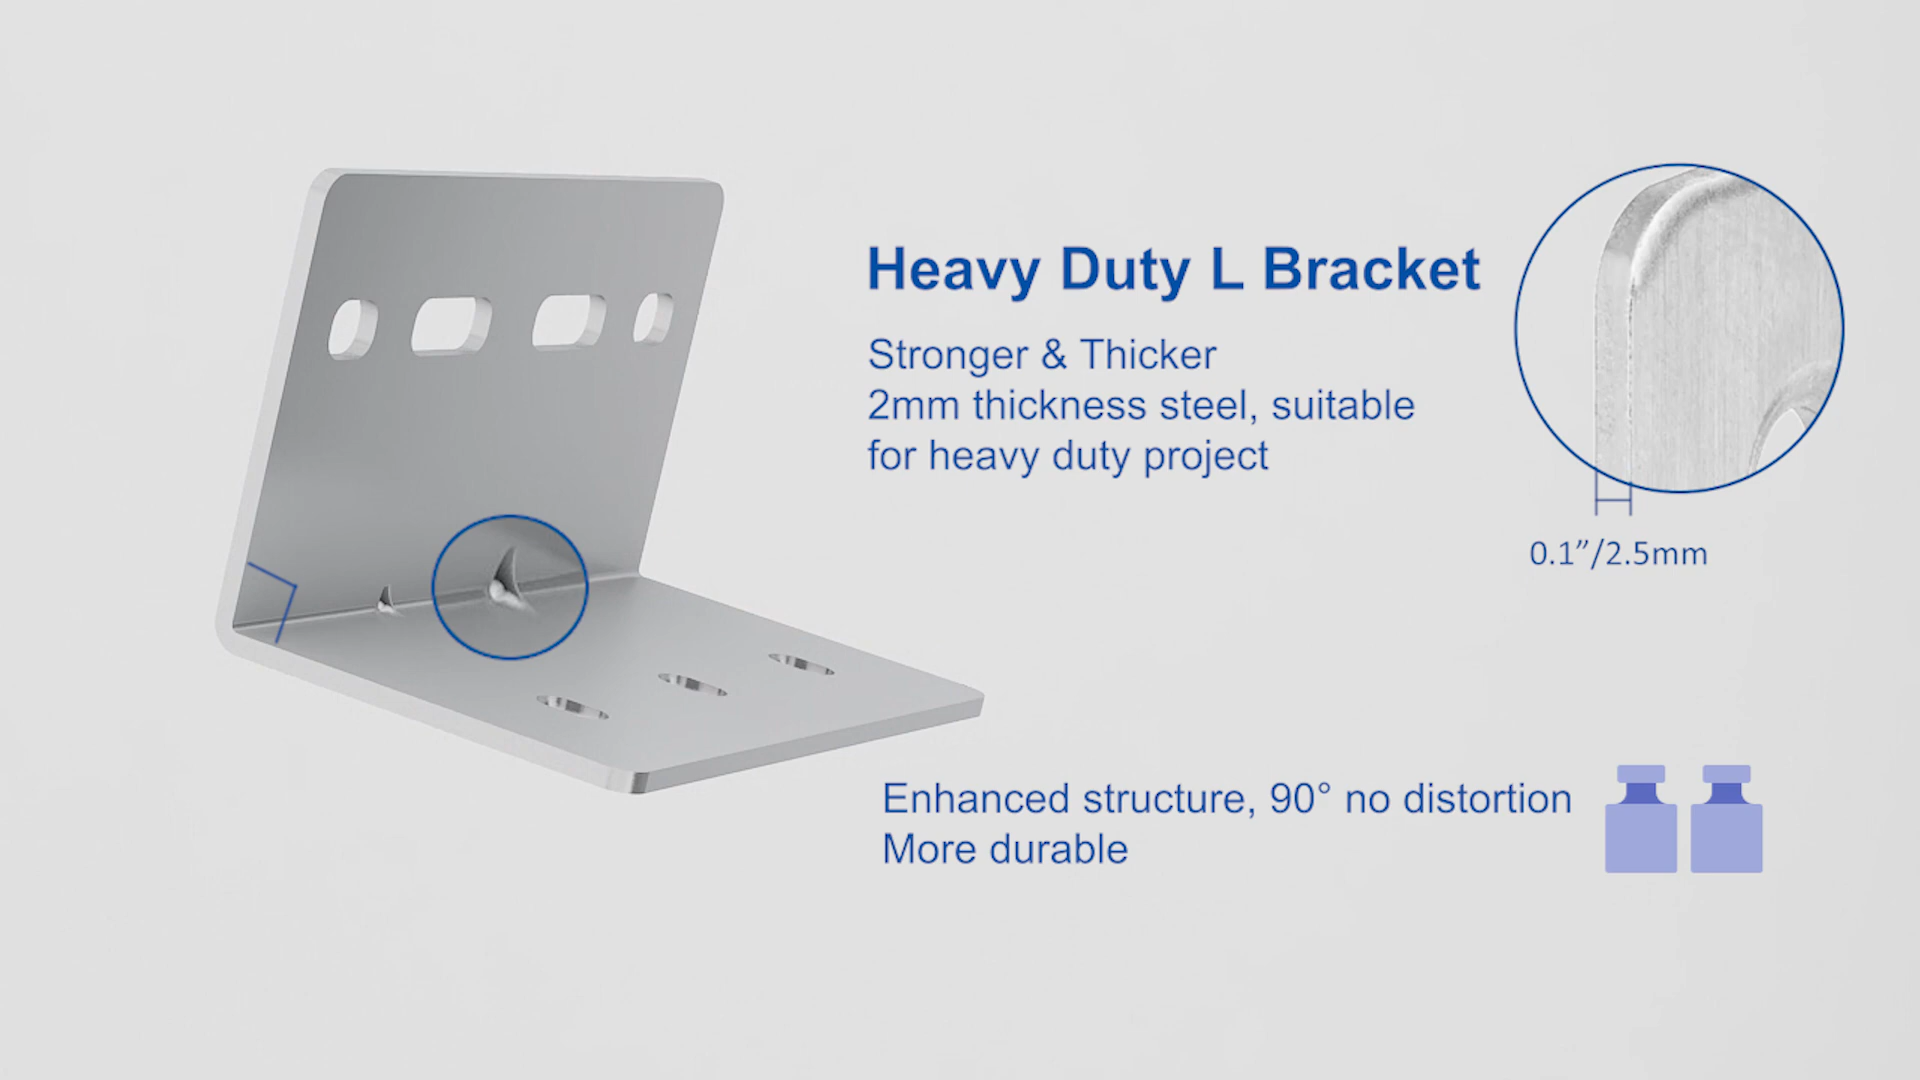 Heavy Duty L Bracket
Stronger & Thicker
2mm thickness steel, suitable
for heavy duty project
0.1”/2.5mm
Enhanced structure, 90° no distortion
More durable